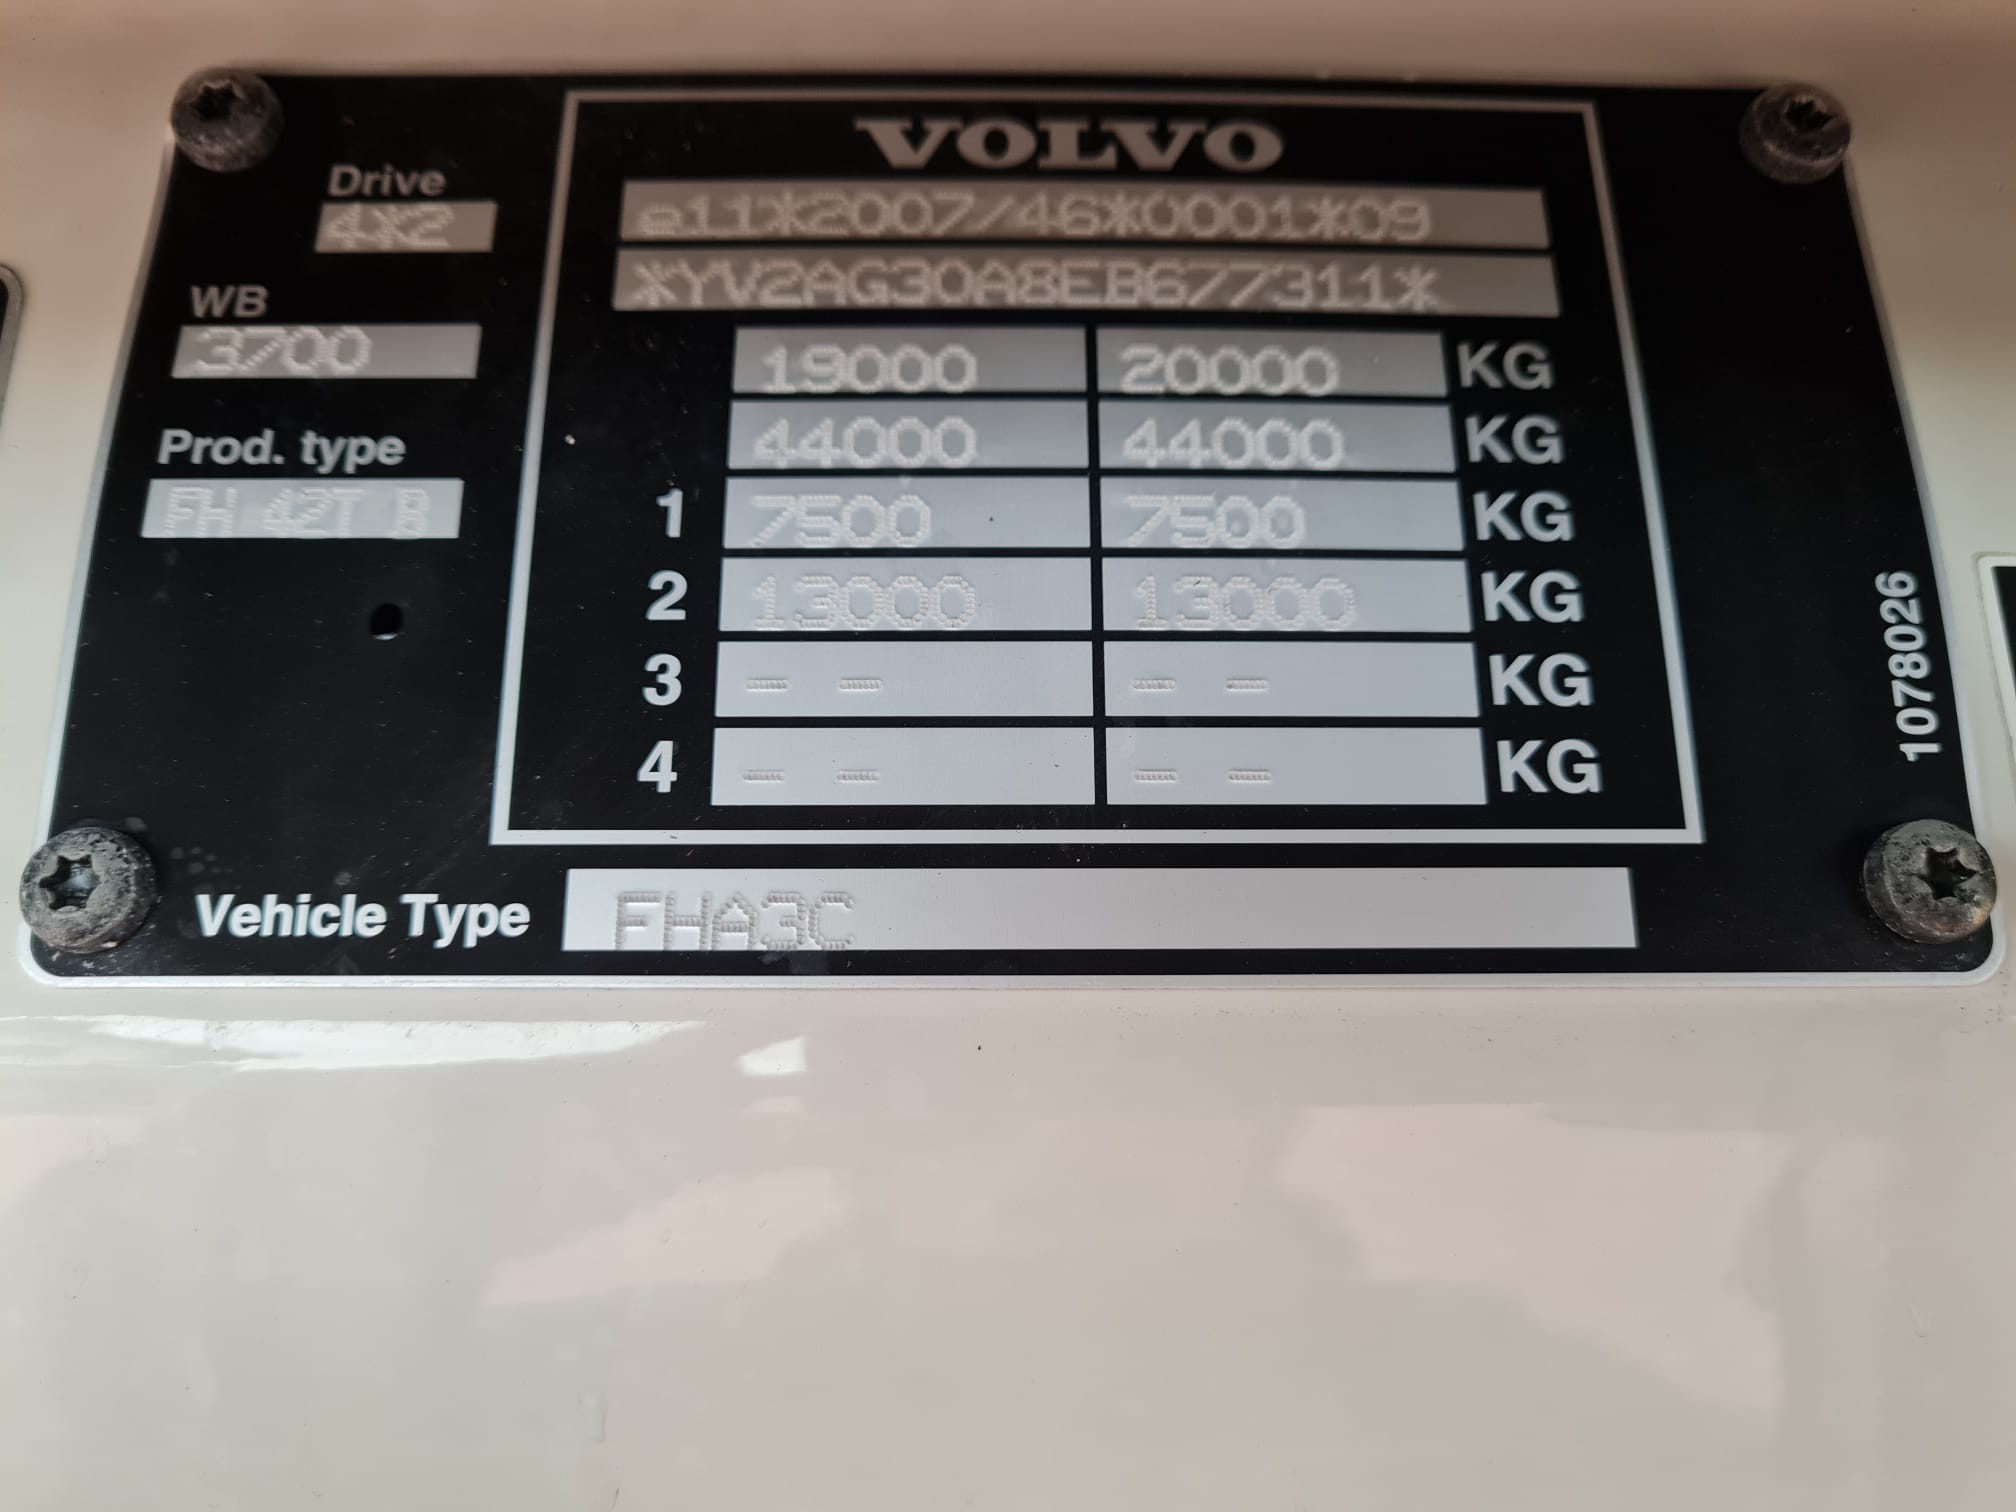 VOLVO
Drive
4X2
e11*2007/46*0001*09
*YV2AG30A8EB677311*
WB
3700
19000 20000 KG
44000 44000 KG
Prod. type
FH 42T B
1 7500 7500 KG
2 13000 13000 KG
3 - - - - KG
4 - - - - KG
1078026
Vehicle Type FHA3C